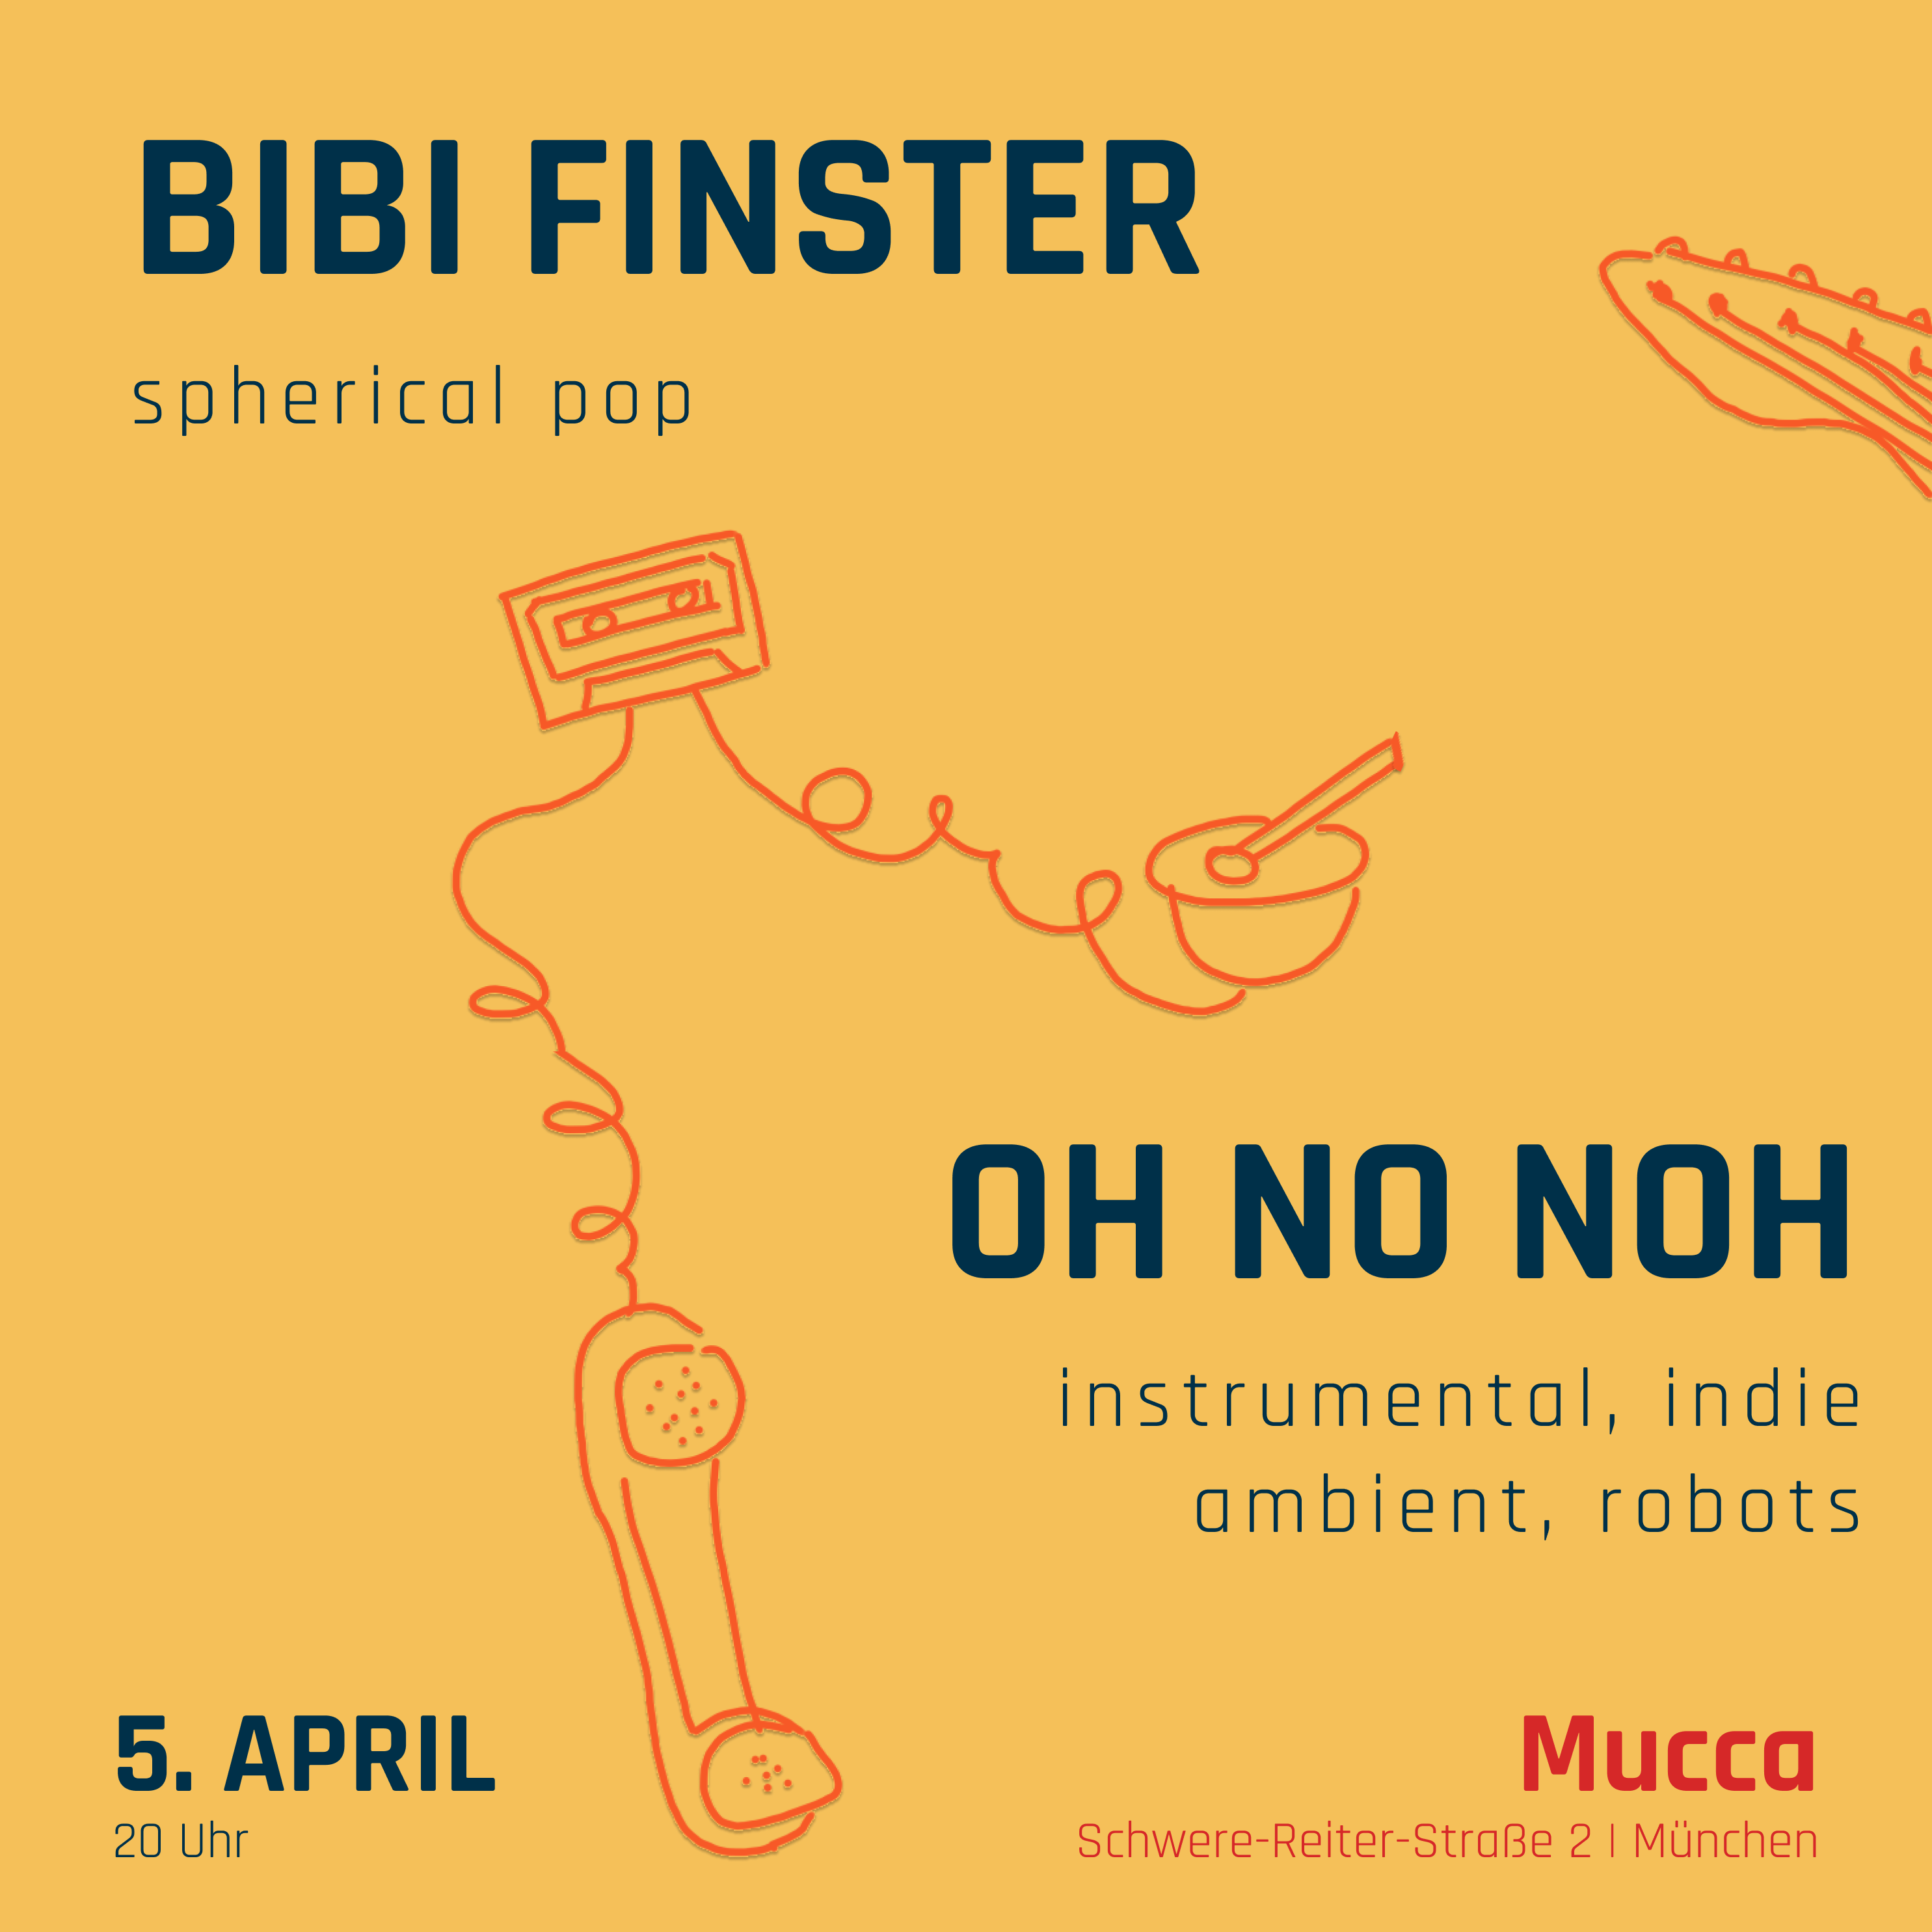 BIBI FINSTER
spherical pop
OH NO NOH
instrumental, indie
ambient, robots
5. APRIL
20 Uhr
Mucca
Schwere-Reiter-Straße 2 | München